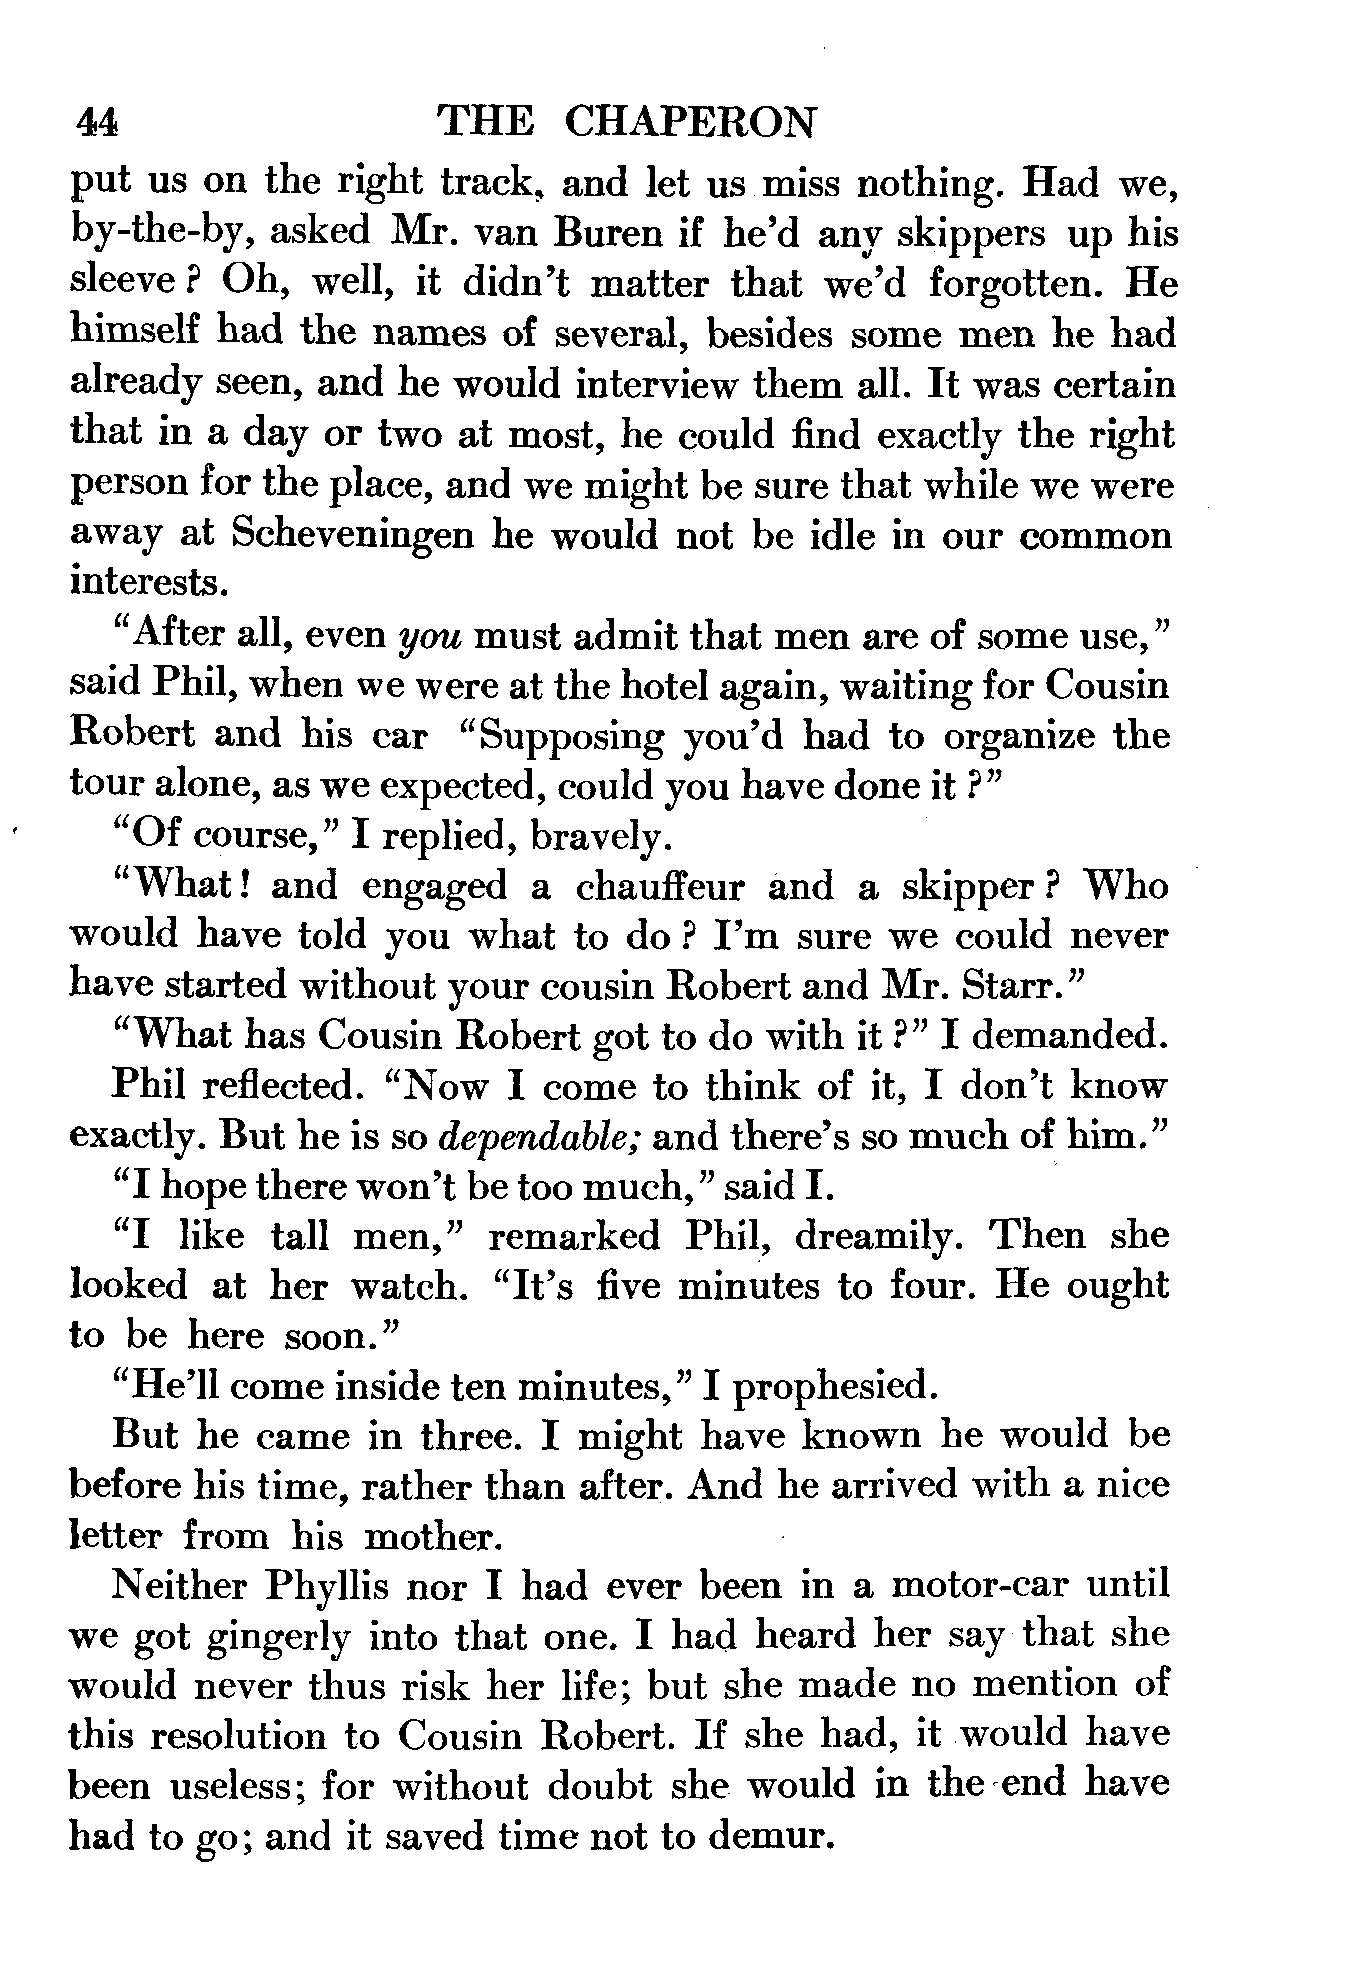 44 THE CHAPERON
put us on the right track, and let us miss nothing. Had we,
by-the-by, asked Mr. van Buren if he'd any skippers up his
sleeve? Oh, well, it didn't matter that we'd forgotten. He
himself had the names of several, besides some men he had
already seen, and he would interview them all. It was certain
that in a day or two at most, he could find exactly the right
person for the place, and we might be sure that while we were
away at Scheveningen he would not be idle in our common
interests.
"After all, even you must admit that men are of some use,"
said Phil, when we were at the hotel again, waiting for Cousin
Robert and his car "Supposing you'd had to organize the
tour alone, as we expected, could you have done it?"
"Of course," I replied, bravely.
"What! and engaged a chauffeur and a skipper? Who
would have told you what to do? I'm sure we could never
have started without your cousin Robert and Mr. Starr."
"What has Cousin Robert got to do with it?" I demanded.
Phil reflected. "Now I come to think of it, I don't know
exactly. But he is so dependable; and there's so much of him."
"I hope there won't be too much," said I.
"I like tall men," remarked Phil, dreamily. Then she
looked at her watch. "It's five minutes to four. He ought
to be here soon."
"He'll come inside ten minutes," I prophesied.
But he came in three. I might have known he would be
before his time, rather than after. And he arrived with a nice
letter from his mother.
Neither Phyllis nor I had ever been in a motor-car until
we got gingerly into that one. I had heard her say that she
would never thus risk her life; but she made no mention of
this resolution to Cousin Robert. If she had, it would have
been useless; for without doubt she would in the end have
had to go; and it saved time not to demur.